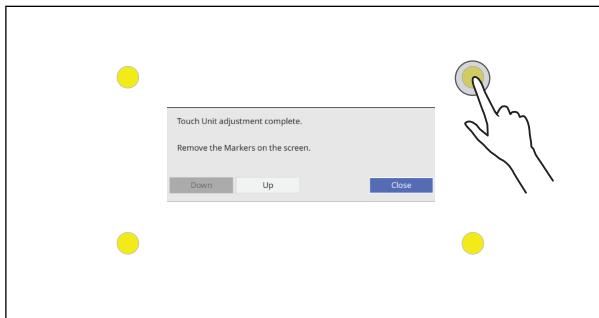 Touch Unit adjustment complete.
Remove the Markers on the screen.
Down
Up
Close